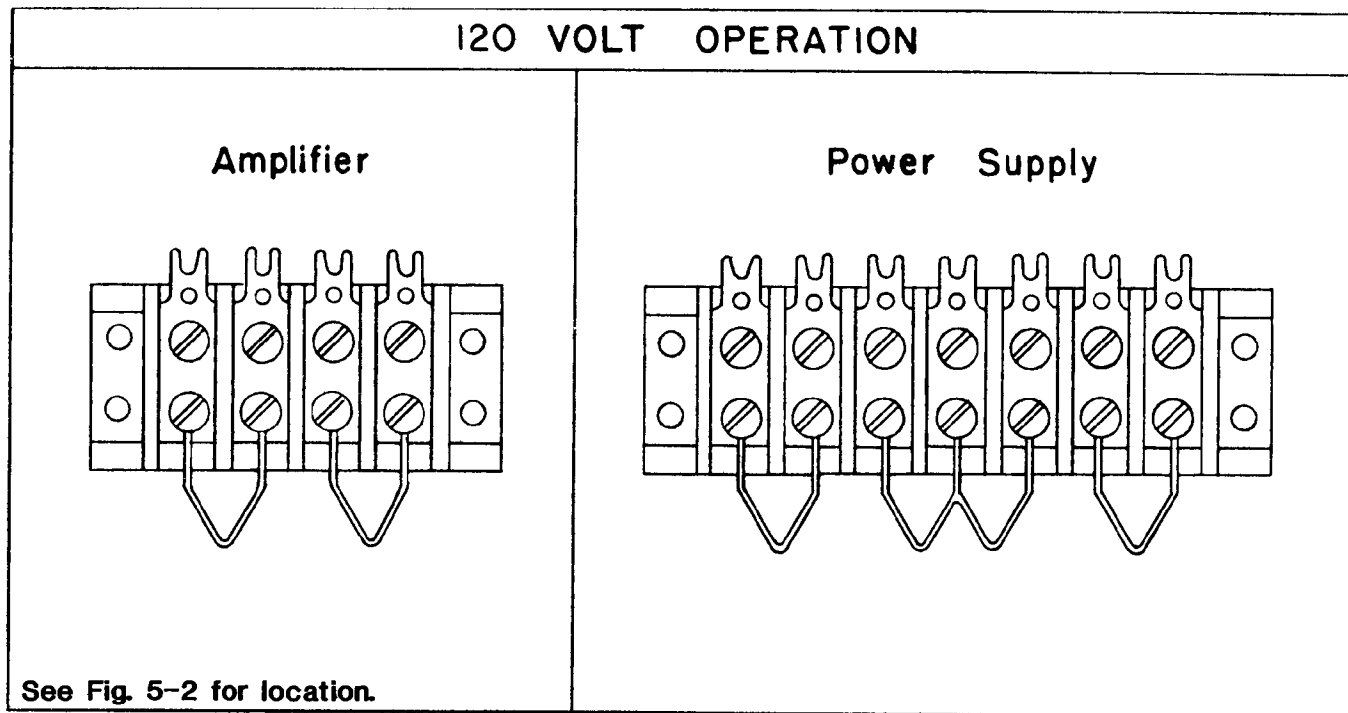 120 VOLT OPERATION
Amplifier
Power Supply
See Fig. 5-2 for location.